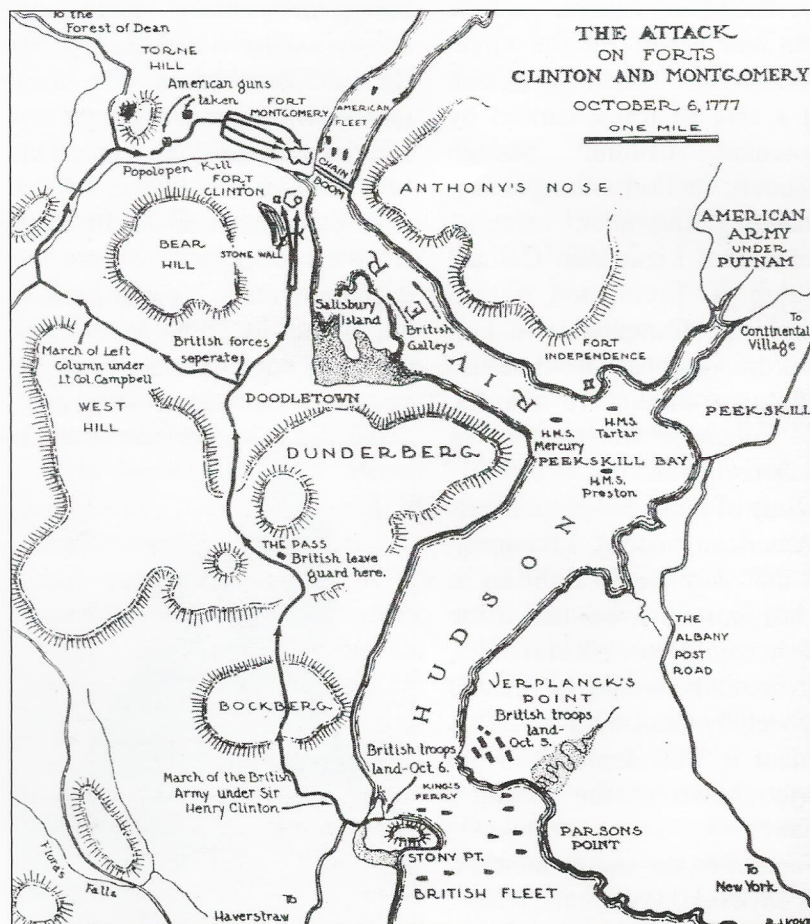 To the
Forest of Dean
THE ATTACK
ON FORTS
CLINTON AND MONTGOMERY
OCTOBER 6, 1777
ONE MILE
TORNE
HILL
American guns
taken
FORT
MONTGOMERY
AMERICAN
FLEET
CHAIN
BOOM
Popolopen Kill
FORT
CLINTON
STONE WALL
BEAR
HILL
ANTHONY'S NOSE
AMERICAN
ARMY
UNDER
PUTNAM
To
Continental
Village
Salisbury
Island
British
Galleys
FORT
INDEPENDENCE
March of Left
Column under
Lt Col. Campbell
British forces
seperate
WEST
HILL
DOODLETOWN
DUNDERBERG
H.M.S.
Mercury
H.M.S.
Tartar
PEEKSKILL
PEEKSKILL BAY
H.M.S.
Preston
THE PASS
British leave
guard here.
HUDSON RIVER
THE
ALBANY
POST
ROAD
BOCKBERG
VERPLANCK'S
POINT
British troops
land-
Oct 5.
British troops
land-Oct 6.
March of the British
Army under Sir
Henry Clinton
KING'S
FERRY
PARSONS
POINT
STONY PT.
BRITISH FLEET
Flora's
Falls
To
Haverstraw
To
New York